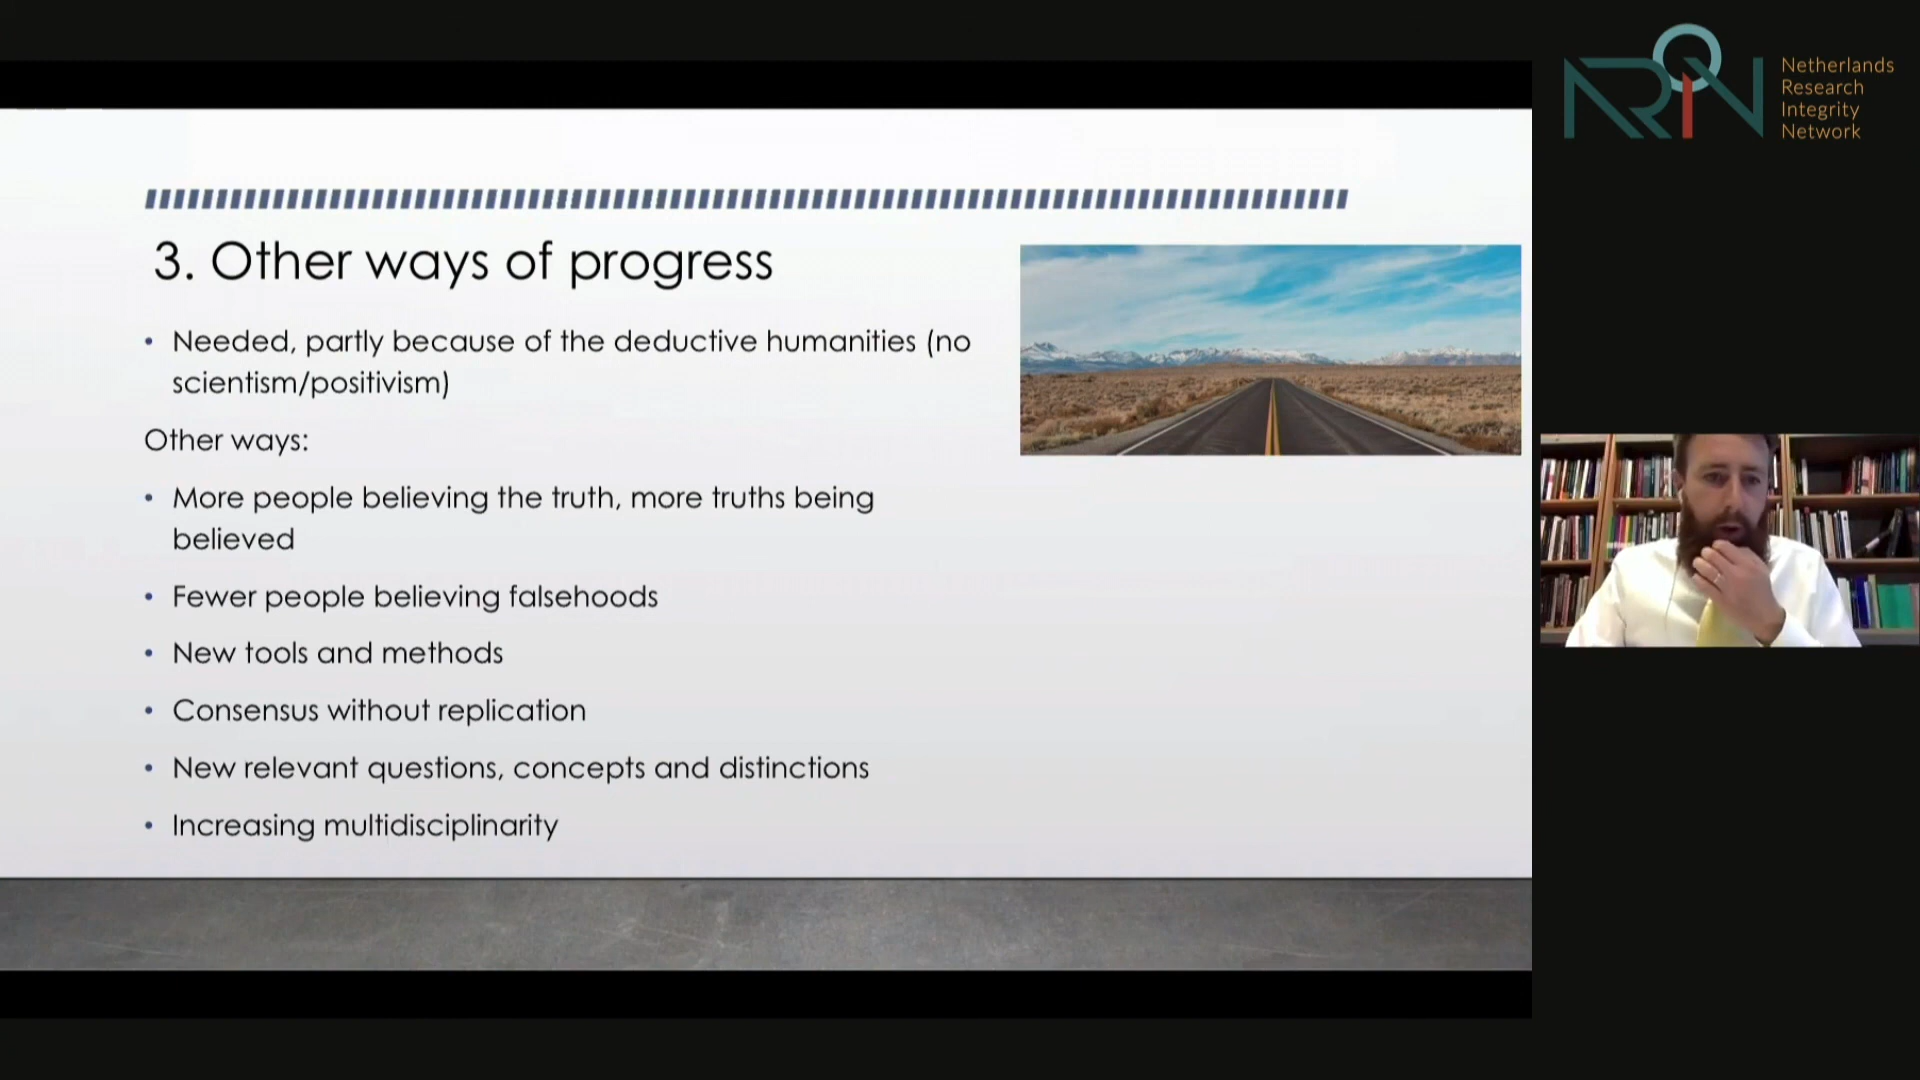 3. Other ways of progress
• Needed, partly because of the deductive humanities (no
scientism/positivism)
Other ways:
• More people believing the truth, more truths being
believed
• Fewer people believing falsehoods
• New tools and methods
• Consensus without replication
• New relevant questions, concepts and distinctions
• Increasing multidisciplinarity
NRIN
Netherlands
Research
Integrity
Network